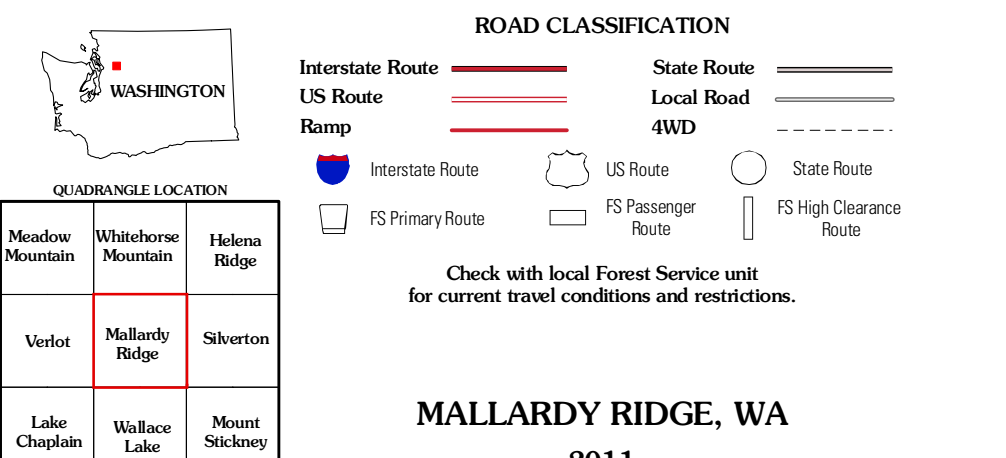 WASHINGTON
QUADRANGLE LOCATION
Meadow
Mountain
Whitehorse
Mountain
Helena
Ridge
Verlot
Mallardy
Ridge
Silverton
Lake
Chaplain
Wallace
Lake
Mount
Stickney
ROAD CLASSIFICATION
Interstate Route
State Route
US Route
Local Road
Ramp
4WD
Interstate Route
US Route
State Route
FS Primary Route
FS Passenger
Route
FS High Clearance
Route
Check with local Forest Service unit
for current travel conditions and restrictions.
MALLARDY RIDGE, WA
2011